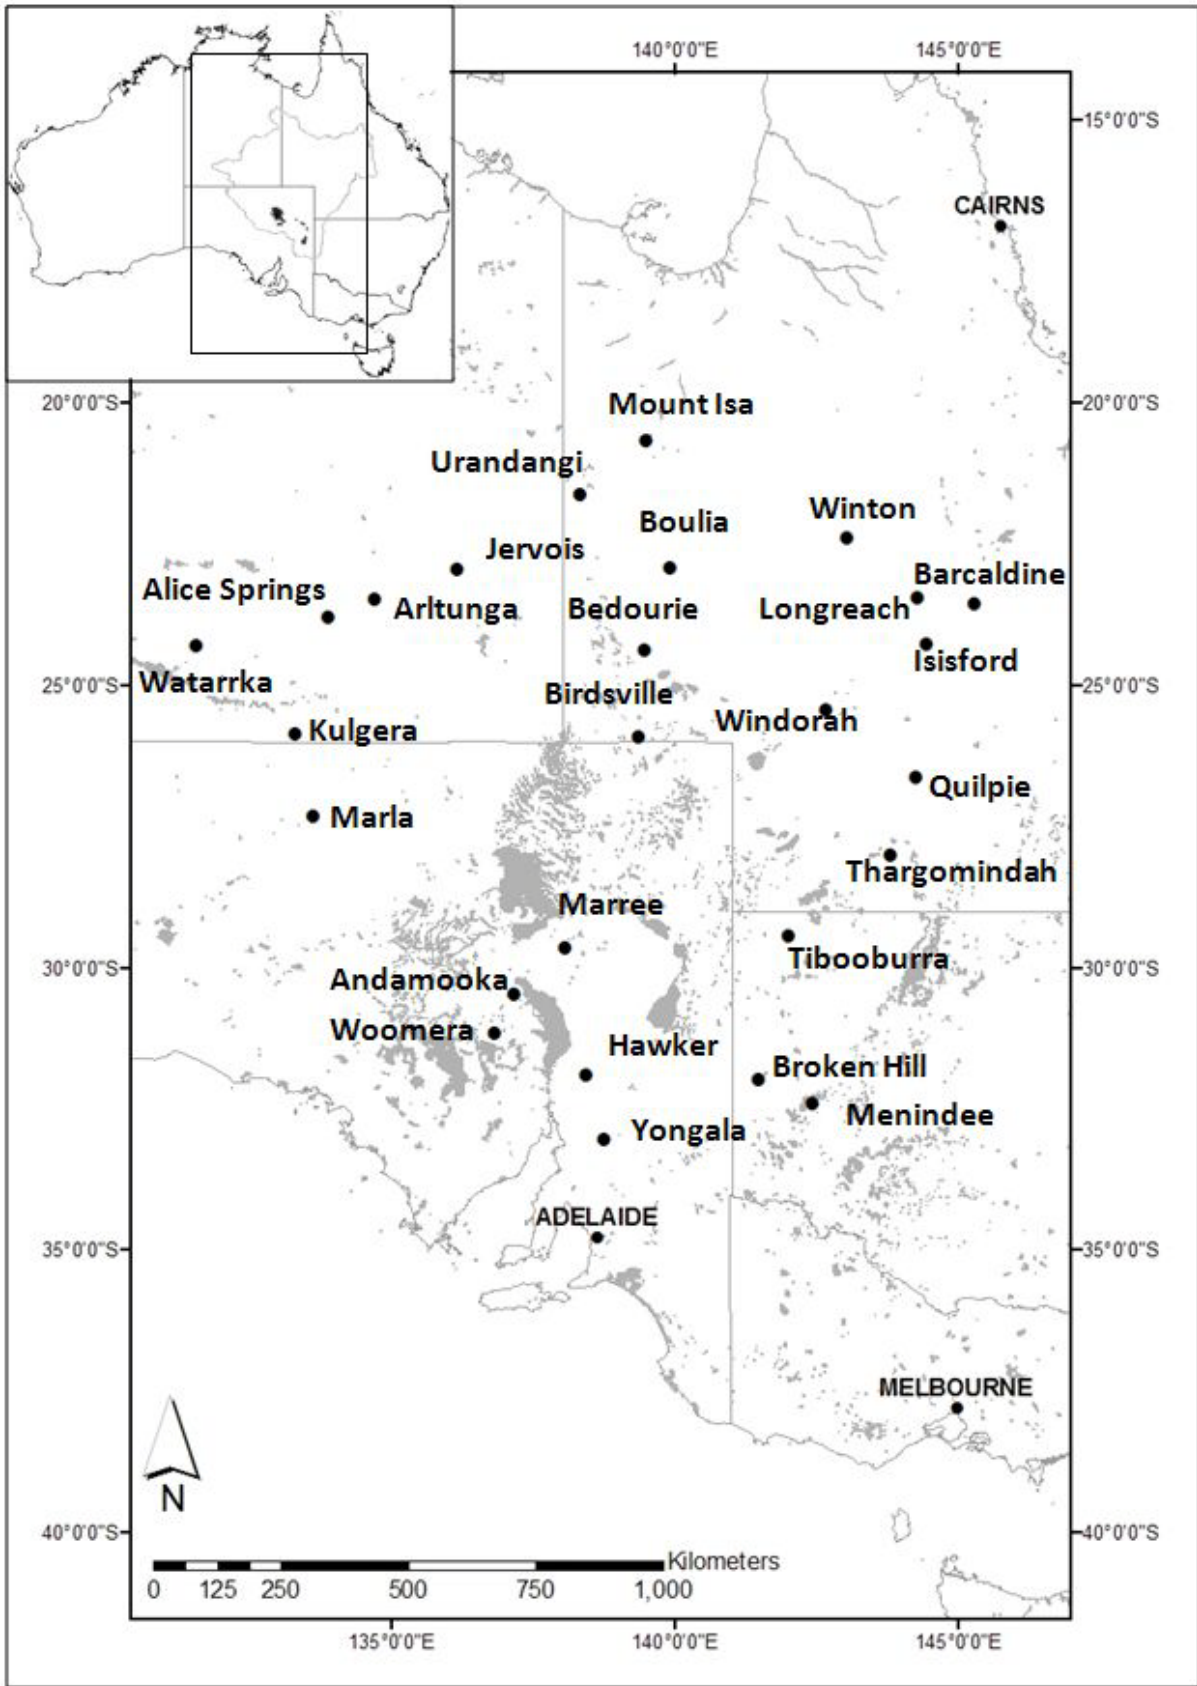 140°0'0"E
145°0'0"E
15°0'0"S
CAIRNS
20°0'0"S
20°0'0"S
Mount Isa
Urandangi
Winton
Boulia
Jervois
Barcaldine
Alice Springs
Arltunga
Bedourie
Longreach
Isisford
Watarrka
25°0'0"S
25°0'0"S
Birdsville
Windorah
Kulgera
Quilpie
Marla
Thargomindah
Marree
Tibooburra
30°0'0"S
30°0'0"S
Andamooka
Woomera
Hawker
Broken Hill
Menindee
Yongala
ADELAIDE
35°0'0"S
35°0'0"S
MELBOURNE
N
40°0'0"S
40°0'0"S
Kilometers
0 125 250 500 750 1,000
135°0'0"E
140°0'0"E
145°0'0"E